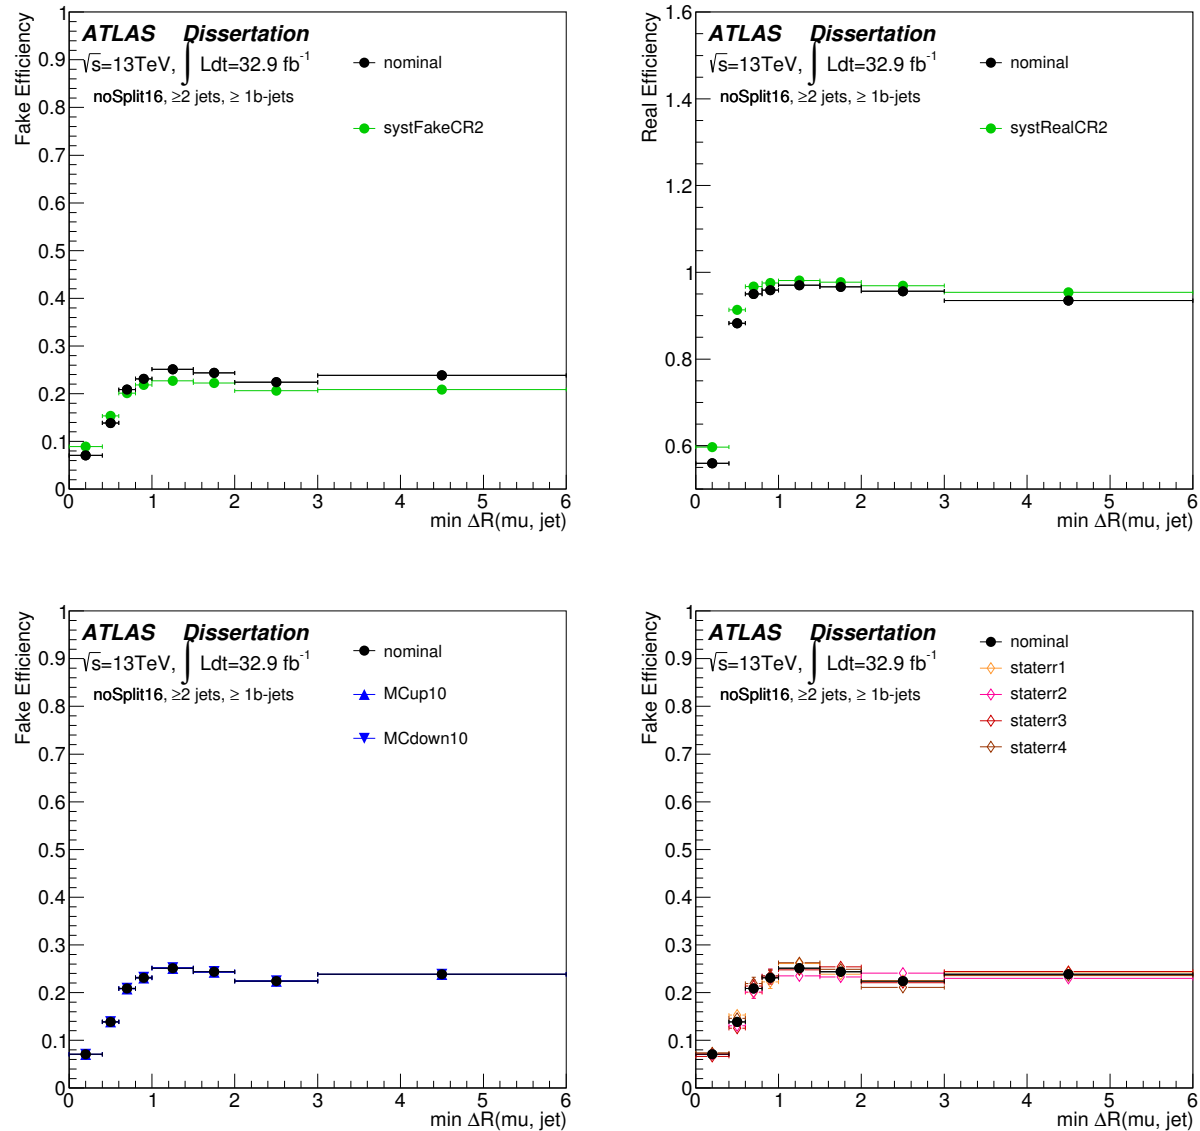 Fake Efficiency
1
0.9
0.8
0.7
0.6
0.5
0.4
0.3
0.2
0.1
0
ATLAS Dissertation
√s=13TeV, ∫ Ldt=32.9 fb⁻¹
noSplit16, ≥2 jets, ≥ 1b-jets
nominal
systFakeCR2
0 1 2 3 4 5 6
min ΔR(mu, jet)
Real Efficiency
1.6
1.4
1.2
1
0.8
0.6
ATLAS Dissertation
√s=13TeV, ∫ Ldt=32.9 fb⁻¹
noSplit16, ≥2 jets, ≥ 1b-jets
nominal
systRealCR2
0 1 2 3 4 5 6
min ΔR(mu, jet)
Fake Efficiency
1
0.9
0.8
0.7
0.6
0.5
0.4
0.3
0.2
0.1
0
ATLAS Dissertation
√s=13TeV, ∫ Ldt=32.9 fb⁻¹
noSplit16, ≥2 jets, ≥ 1b-jets
nominal
MCup10
MCdown10
0 1 2 3 4 5 6
min ΔR(mu, jet)
Fake Efficiency
1
0.9
0.8
0.7
0.6
0.5
0.4
0.3
0.2
0.1
0
ATLAS Dissertation
√s=13TeV, ∫ Ldt=32.9 fb⁻¹
noSplit16, ≥2 jets, ≥ 1b-jets
nominal
staterr1
staterr2
staterr3
staterr4
0 1 2 3 4 5 6
min ΔR(mu, jet)